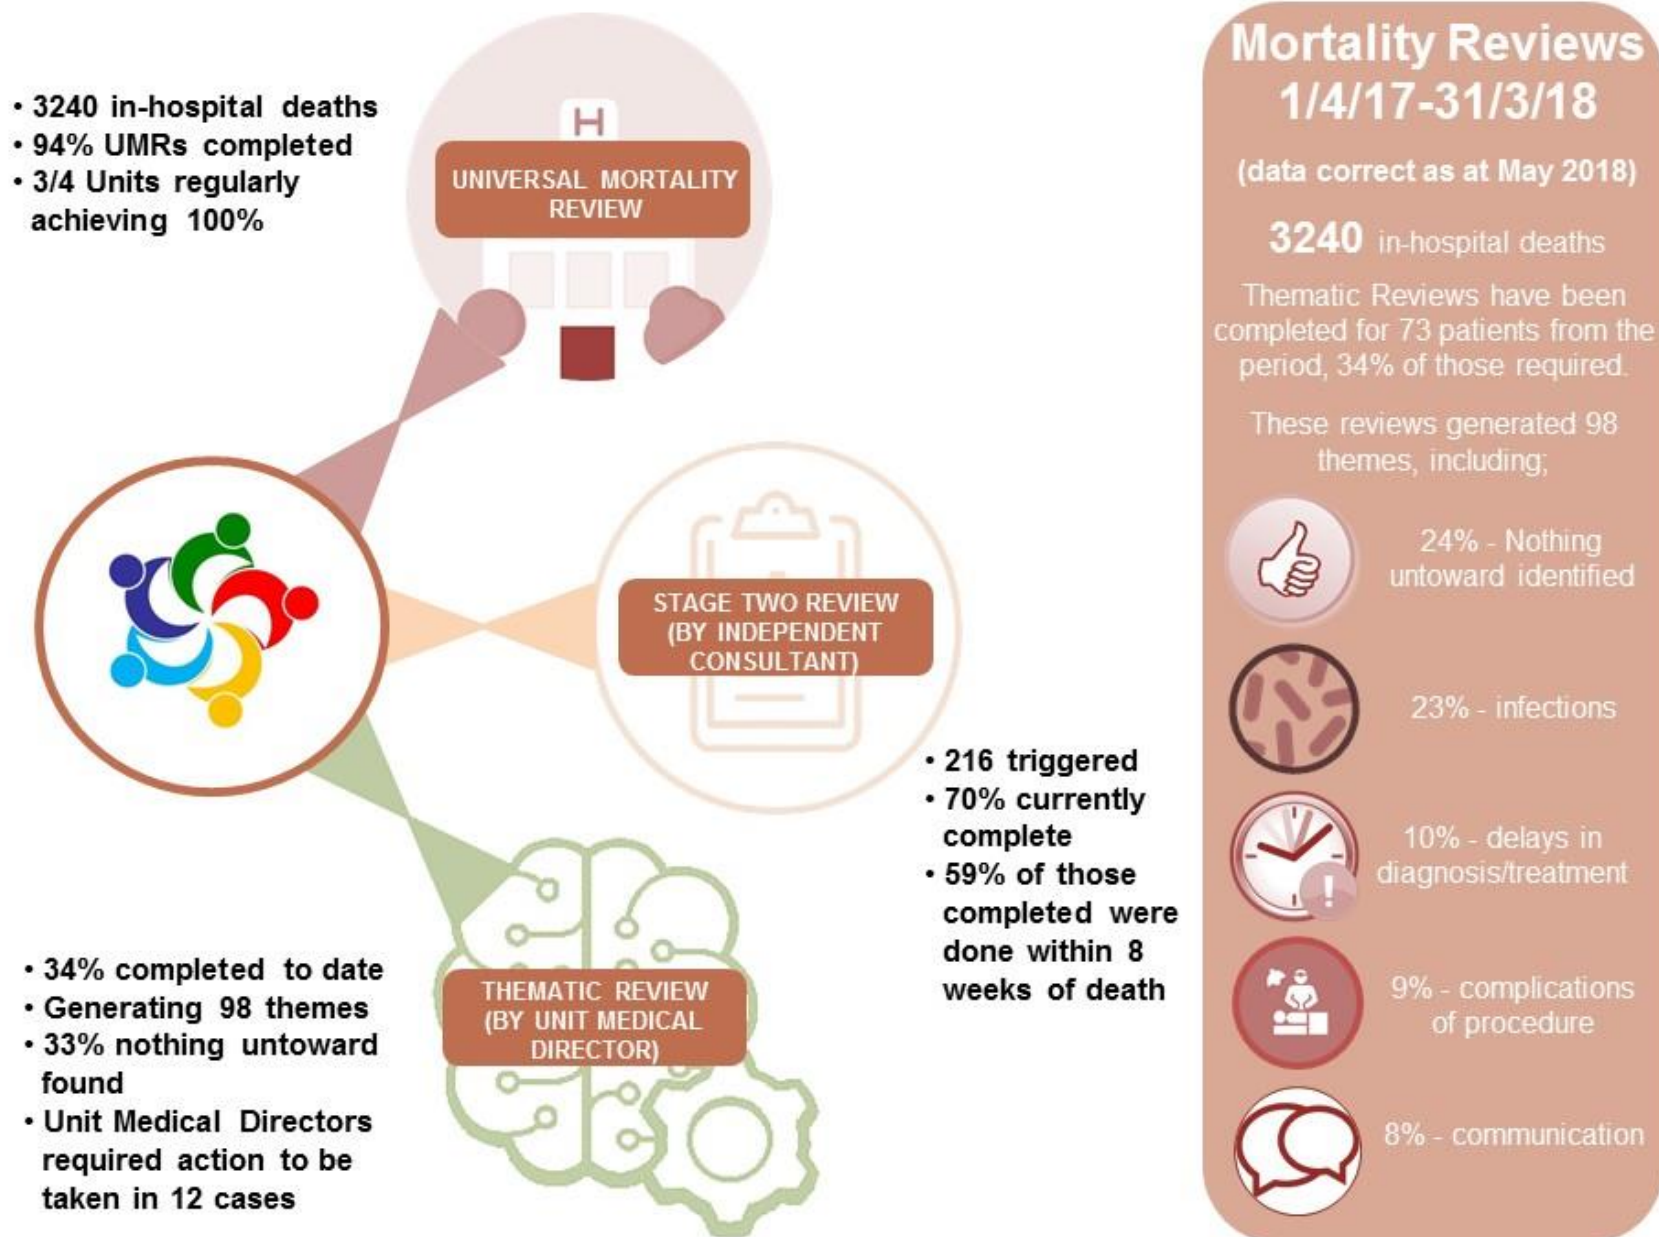 • 3240 in-hospital deaths
• 94% UMRs completed
• 3/4 Units regularly
achieving 100%
H
UNIVERSAL MORTALITY
REVIEW
STAGE TWO REVIEW
(BY INDEPENDENT
CONSULTANT)
• 216 triggered
• 70% currently
complete
• 59% of those
completed were
done within 8
weeks of death
THEMATIC REVIEW
(BY UNIT MEDICAL
DIRECTOR)
• 34% completed to date
• Generating 98 themes
• 33% nothing untoward
found
• Unit Medical Directors
required action to be
taken in 12 cases
Mortality Reviews
1/4/17-31/3/18
(data correct as at May 2018)
3240 in-hospital deaths
Thematic Reviews have been
completed for 73 patients from the
period, 34% of those required.
These reviews generated 98
themes, including;
24% - Nothing
untoward identified
23% - infections
10% - delays in
diagnosis/treatment
!
9% - complications
of procedure
8% - communication